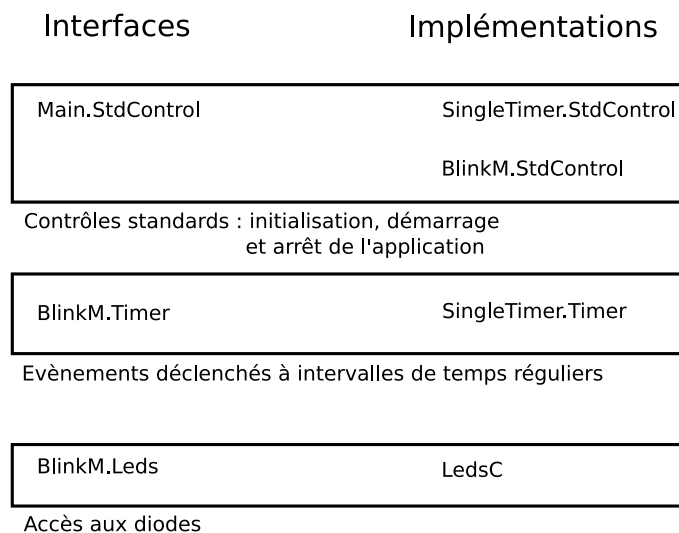 Interfaces Implémentations
Main.StdControl SingleTimer.StdControl
BlinkM.StdControl
Contrôles standards : initialisation, démarrage
et arrêt de l'application
BlinkM.Timer SingleTimer.Timer
Evènements déclenchés à intervalles de temps réguliers
BlinkM.Leds LedsC
Accès aux diodes